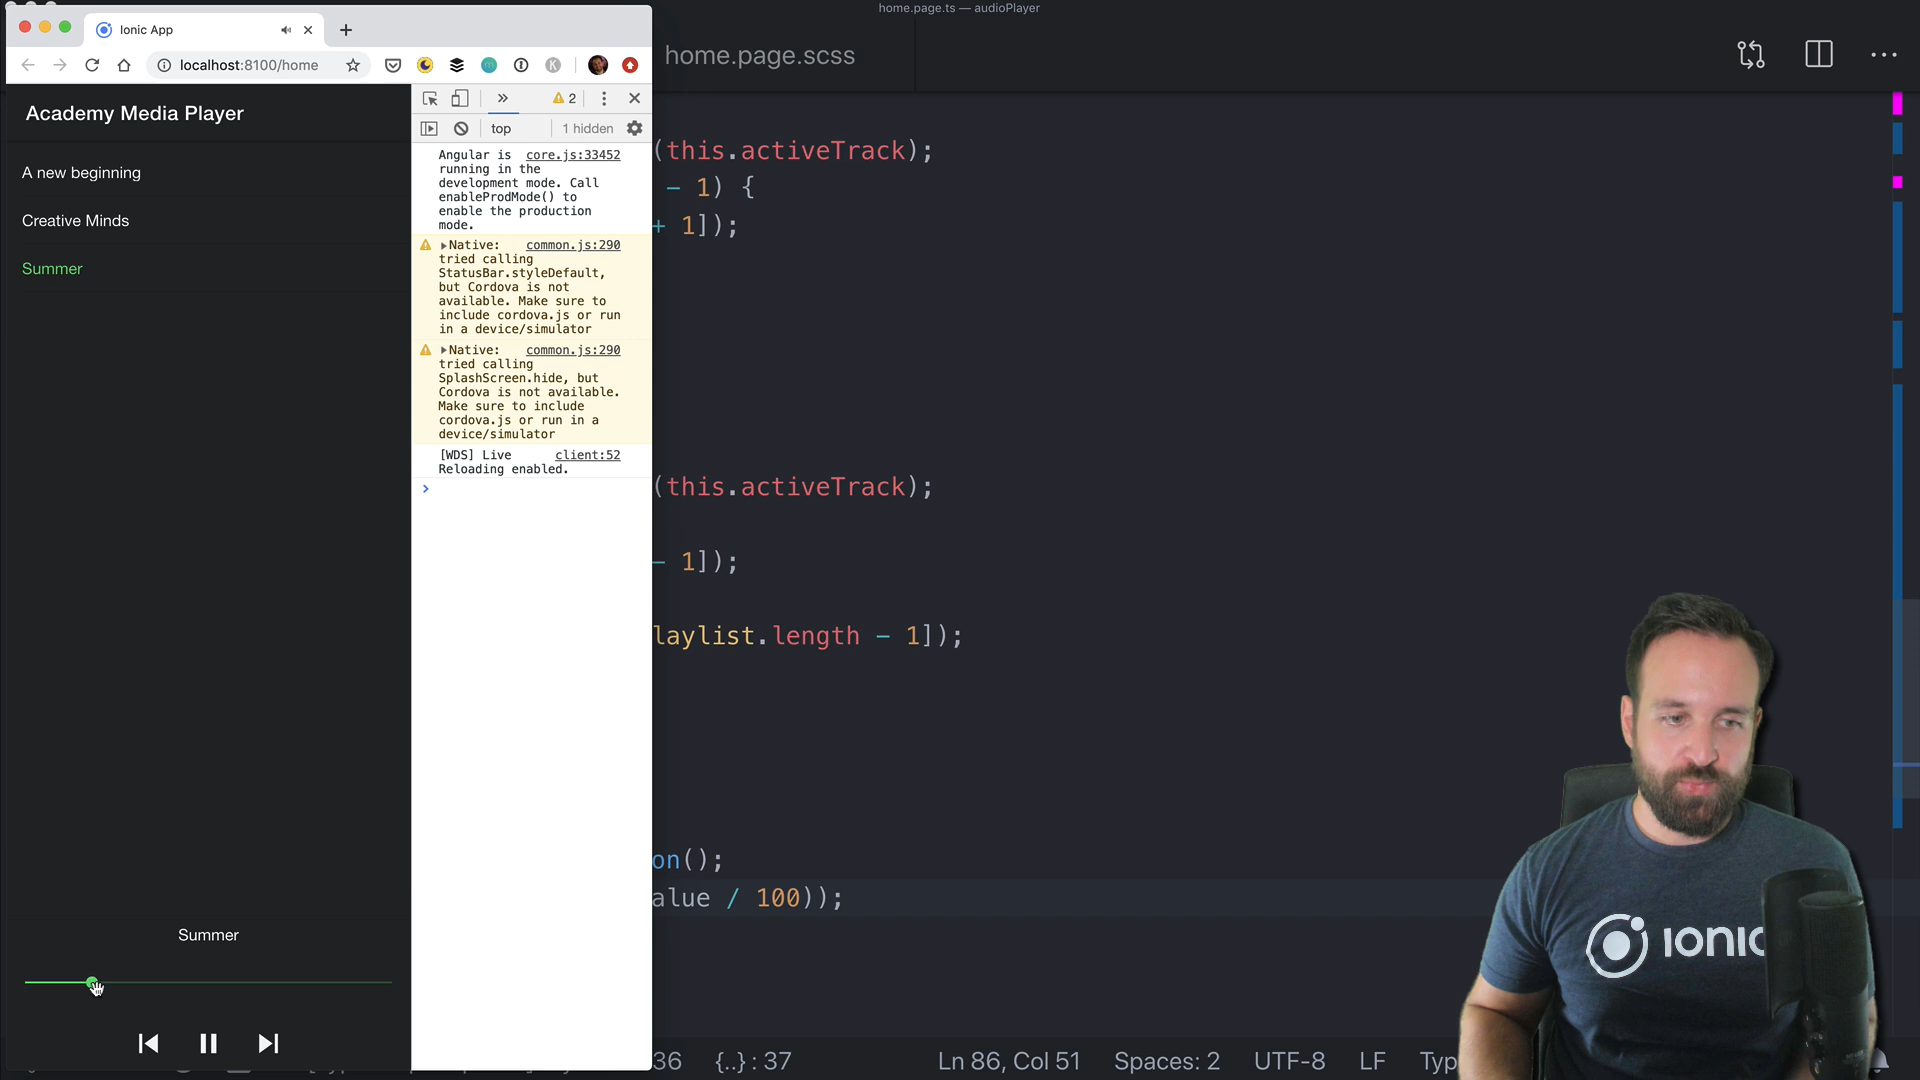 home.page.ts — audioPlayer
Ionic App
localhost:8100/home
home.page.scss
Academy Media Player
A new beginning
Creative Minds
Summer
2
top
1 hidden
Angular is core.js:33452
running in the
development mode. Call
enableProdMode() to
enable the production
mode.
Native: common.js:290
tried calling
StatusBar.styleDefault,
but Cordova is not
available. Make sure to
include cordova.js or run
in a device/simulator
Native: common.js:290
tried calling
SplashScreen.hide, but
Cordova is not available.
Make sure to include
cordova.js or run in a
device/simulator
[WDS] Live client:52
Reloading enabled.
(this.activeTrack);
- 1) {
+ 1]);
(this.activeTrack);
- 1]);
laylist.length - 1]);
on();
alue / 100));
Summer
IONIC
36 {..} : 37 Ln 86, Col 51 Spaces: 2 UTF-8 LF Typ